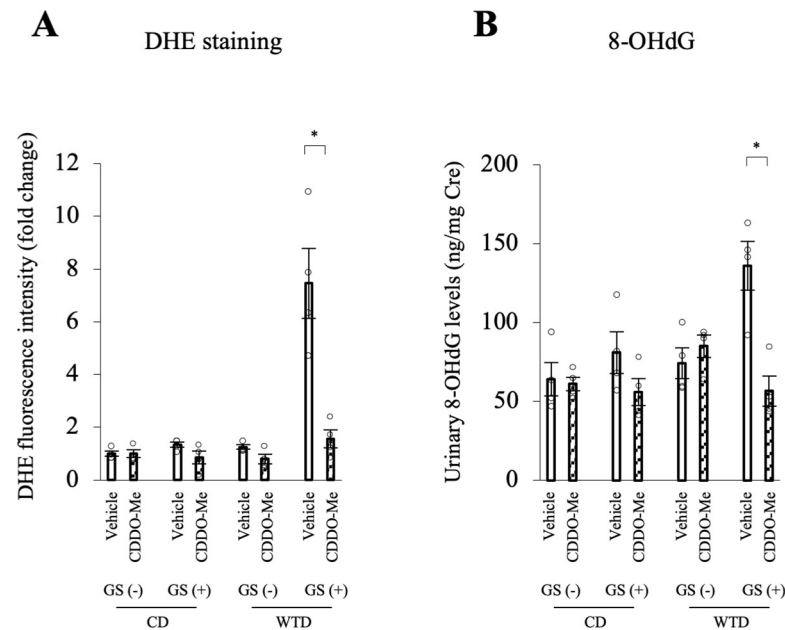 A
DHE staining
*
DHE fluorescence intensity (fold change)
12
10
8
6
4
2
0
Vehicle
CDDO-Me
Vehicle
CDDO-Me
Vehicle
CDDO-Me
Vehicle
CDDO-Me
GS (-) GS (+) GS (-) GS (+)
CD WTD
B
8-OHdG
*
Urinary 8-OHdG levels (ng/mg Cre)
200
150
100
50
0
Vehicle
CDDO-Me
Vehicle
CDDO-Me
Vehicle
CDDO-Me
Vehicle
CDDO-Me
GS (-) GS (+) GS (-) GS (+)
CD WTD